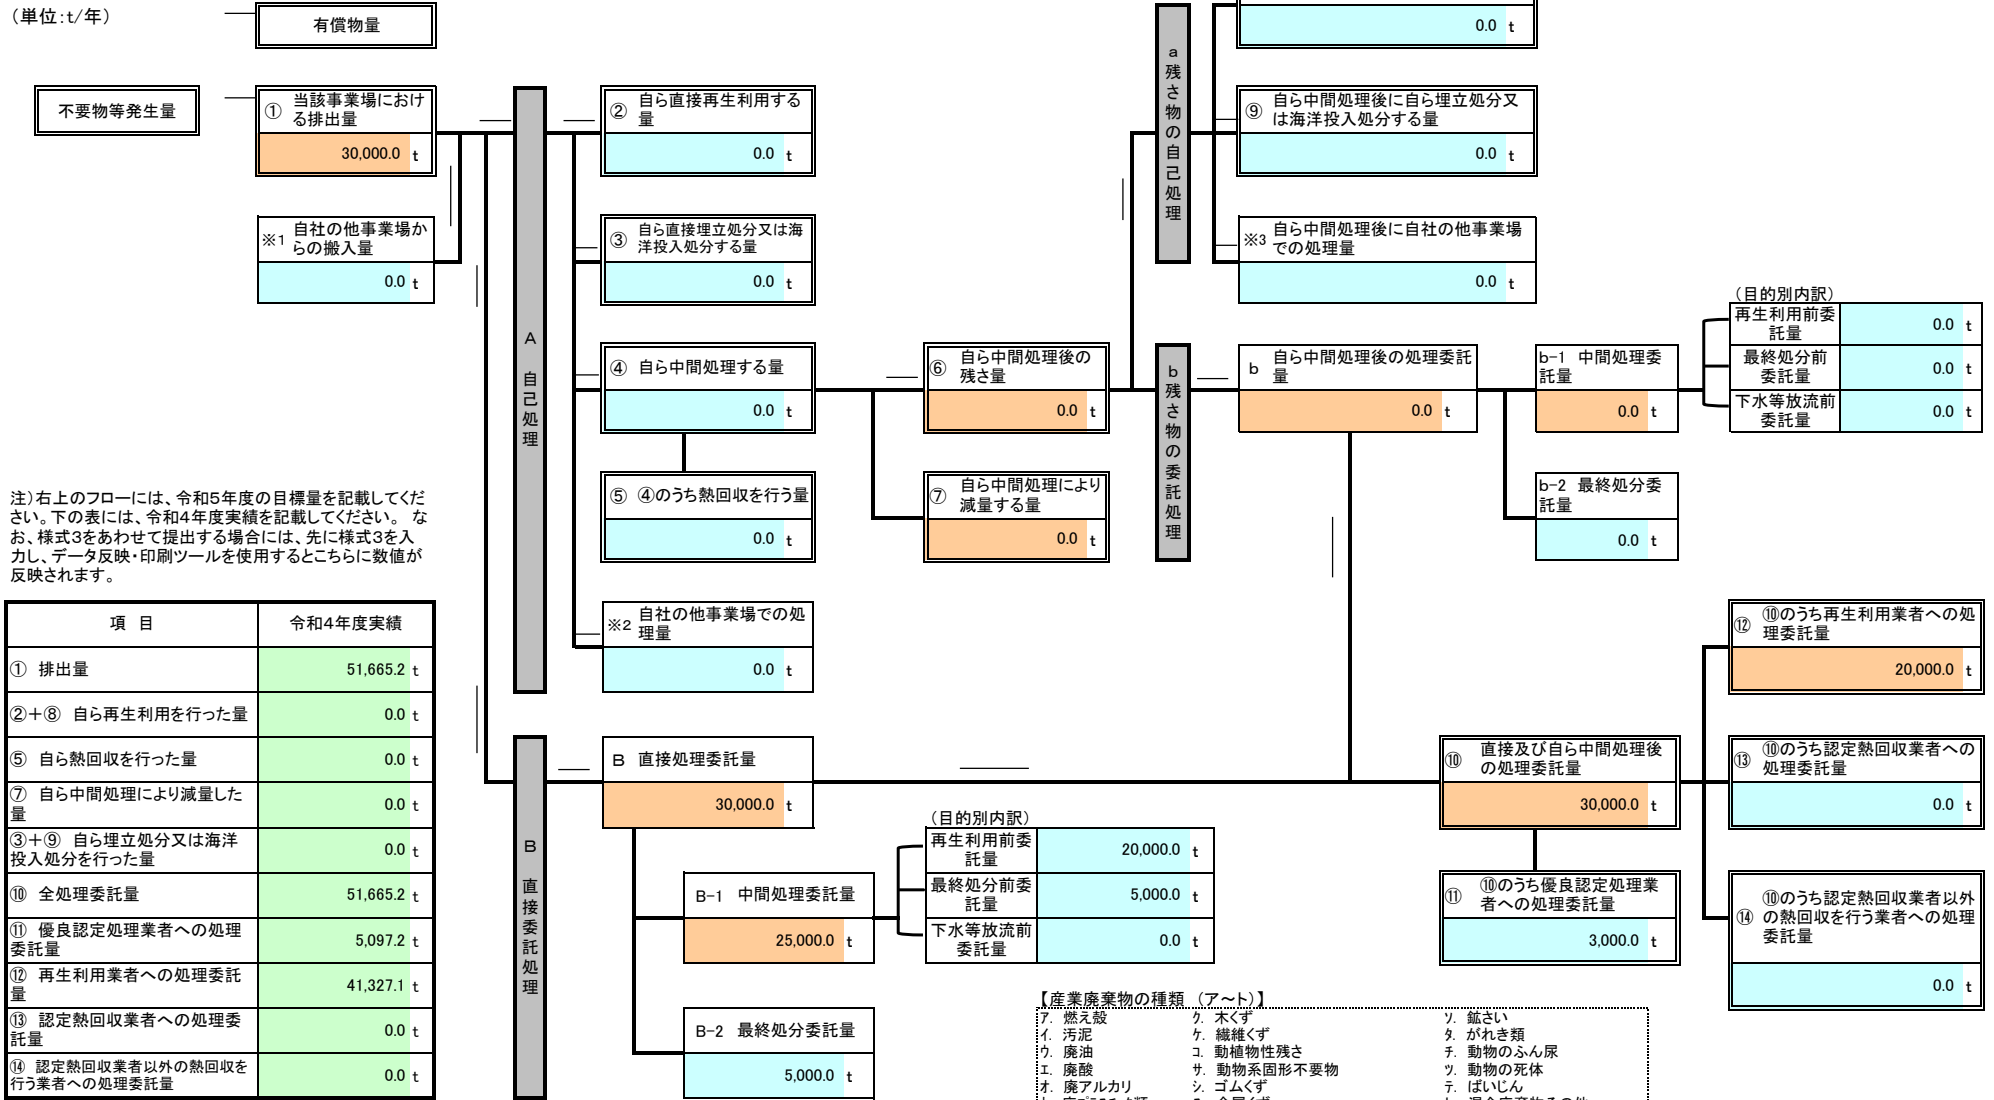 （単位：t/年）
有償物量
0.0 t
不要物等発生量
① 当該事業場におけ
る排出量
30,000.0 t
※1 自社の他事業場か
らの搬入量
0.0 t
A 自己処理
② 自ら直接再生利用する
量
0.0 t
③ 自ら直接埋立処分又は海
洋投入処分する量
0.0 t
④ 自ら中間処理する量
0.0 t
⑤ ④のうち熱回収を行う量
0.0 t
※2 自社の他事業場での処
理量
0.0 t
⑥ 自ら中間処理後の
残さ量
0.0 t
⑦ 自ら中間処理により
減量する量
0.0 t
a 残さ物の自己処理
⑨ 自ら中間処理後に自ら埋立処分又
は海洋投入処分する量
0.0 t
※3 自ら中間処理後に自社の他事業場
での処理量
0.0 t
b 残さ物の委託処理
b 自ら中間処理後の処理委託
量
0.0 t
b-1 中間処理委
託量
0.0 t
（目的別内訳）
再生利用前委
託量
0.0 t
最終処分前
委託量
0.0 t
下水等放流前
委託量
0.0 t
b-2 最終処分委
託量
0.0 t
注）右上のフローには、令和5年度の目標量を記載してくだ
さい。下の表には、令和4年度実績を記載してください。 な
お、様式3をあわせて提出する場合には、先に様式3を入
力し、データ反映・印刷ツールを使用するとこちらに数値が
反映されます。
項 目 令和4年度実績
① 排出量 51,665.2 t
②＋⑧ 自ら再生利用を行った量 0.0 t
⑤ 自ら熱回収を行った量 0.0 t
⑦ 自ら中間処理により減量した
量 0.0 t
③＋⑨ 自ら埋立処分又は海洋
投入処分を行った量 0.0 t
⑩ 全処理委託量 51,665.2 t
⑪ 優良認定処理業者への処理
委託量 5,097.2 t
⑫ 再生利用業者への処理委託
量 41,327.1 t
⑬ 認定熱回収業者への処理委
託量 0.0 t
⑭ 認定熱回収業者以外の熱回収を
行う業者への処理委託量 0.0 t
B 直接委託処理
B 直接処理委託量
30,000.0 t
B-1 中間処理委託量
25,000.0 t
（目的別内訳）
再生利用前委
託量
20,000.0 t
最終処分前委
託量
5,000.0 t
下水等放流前
委託量
0.0 t
B-2 最終処分委託量
5,000.0 t
⑩ 直接及び自ら中間処理後
の処理委託量
30,000.0 t
⑪ ⑩のうち優良認定処理業
者への処理委託量
3,000.0 t
⑫ ⑩のうち再生利用業者への処
理委託量
20,000.0 t
⑬ ⑩のうち認定熱回収業者への
処理委託量
0.0 t
⑭ ⑩のうち認定熱回収業者以外
の熱回収を行う業者への処理
委託量
0.0 t
【産業廃棄物の種類 （ア～ト）】
ア. 燃え殻 ク. 木くず ソ. 鉱さい
イ. 汚泥 ケ. 繊維くず タ. がれき類
ウ. 廃油 コ. 動植物性残さ チ. 動物のふん尿
エ. 廃酸 サ. 動物系固形不要物 ツ. 動物の死体
オ. 廃アルカリ シ. ゴムくず テ. ばいじん